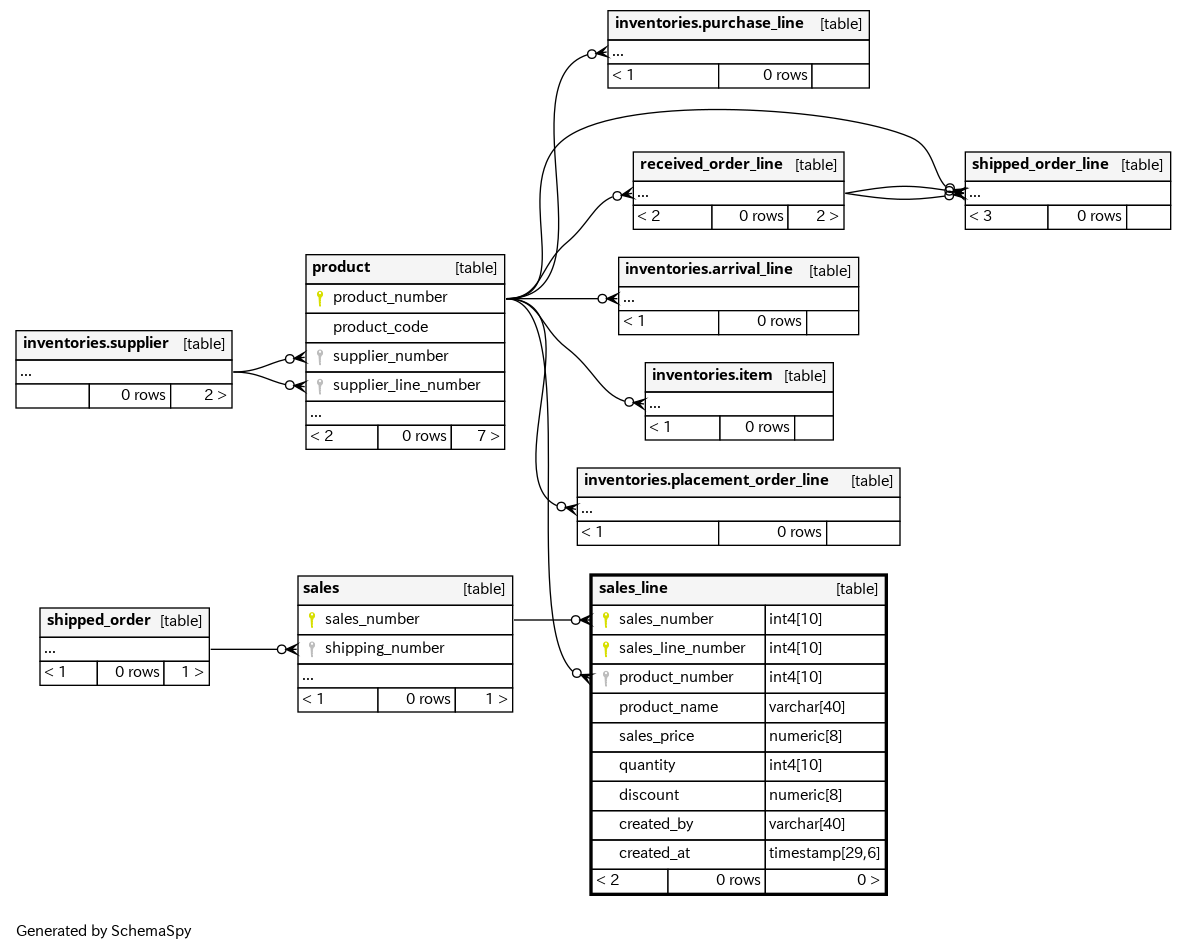 inventories.purchase_line [table]
...
< 1 0 rows
received_order_line [table]
...
< 2 0 rows 2 >
shipped_order_line [table]
...
< 3 0 rows
product [table]
product_number
product_code
supplier_number
supplier_line_number
...
< 2 0 rows 7 >
inventories.arrival_line [table]
...
< 1 0 rows
inventories.supplier [table]
...
0 rows 2 >
inventories.item [table]
...
< 1 0 rows
inventories.placement_order_line [table]
...
< 1 0 rows
shipped_order [table]
...
< 1 0 rows 1 >
sales [table]
sales_number
shipping_number
...
< 1 0 rows 1 >
sales_line [table]
sales_number int4[10]
sales_line_number int4[10]
product_number int4[10]
product_name varchar[40]
sales_price numeric[8]
quantity int4[10]
discount numeric[8]
created_by varchar[40]
created_at timestamp[29,6]
< 2 0 rows 0 >
Generated by SchemaSpy